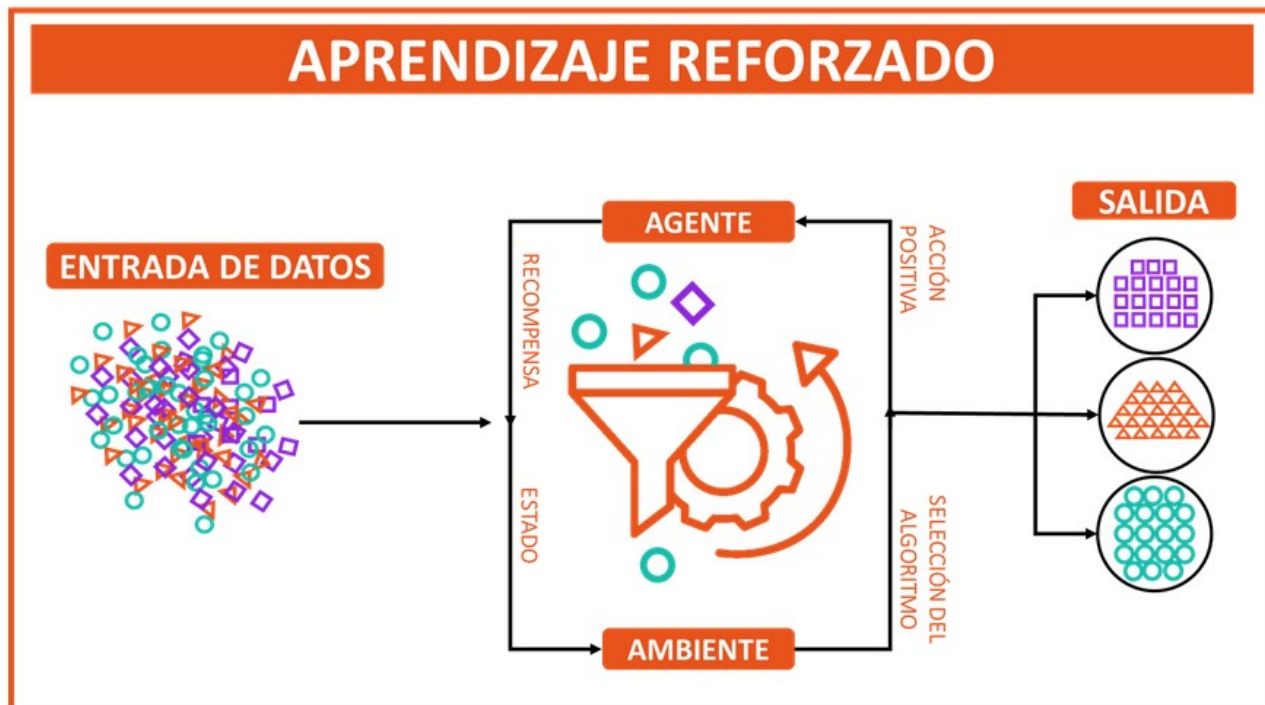 APRENDIZAJE REFORZADO
ENTRADA DE DATOS
AGENTE
RECOMPENSA
ESTADO
AMBIENTE
ACCIÓN
POSITIVA
SELECCIÓN DEL
ALGORITMO
SALIDA